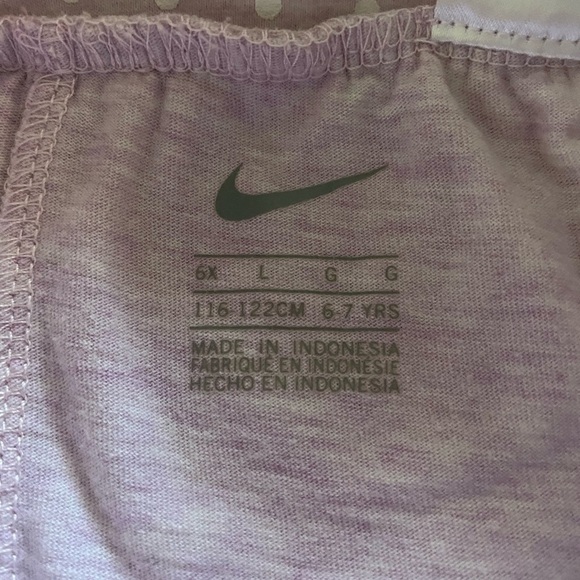 6X L G G
116-122CM 6-7 YRS
MADE IN INDONESIA
FABRIQUÉ EN INDONÉSIE
HECHO EN INDONESIA